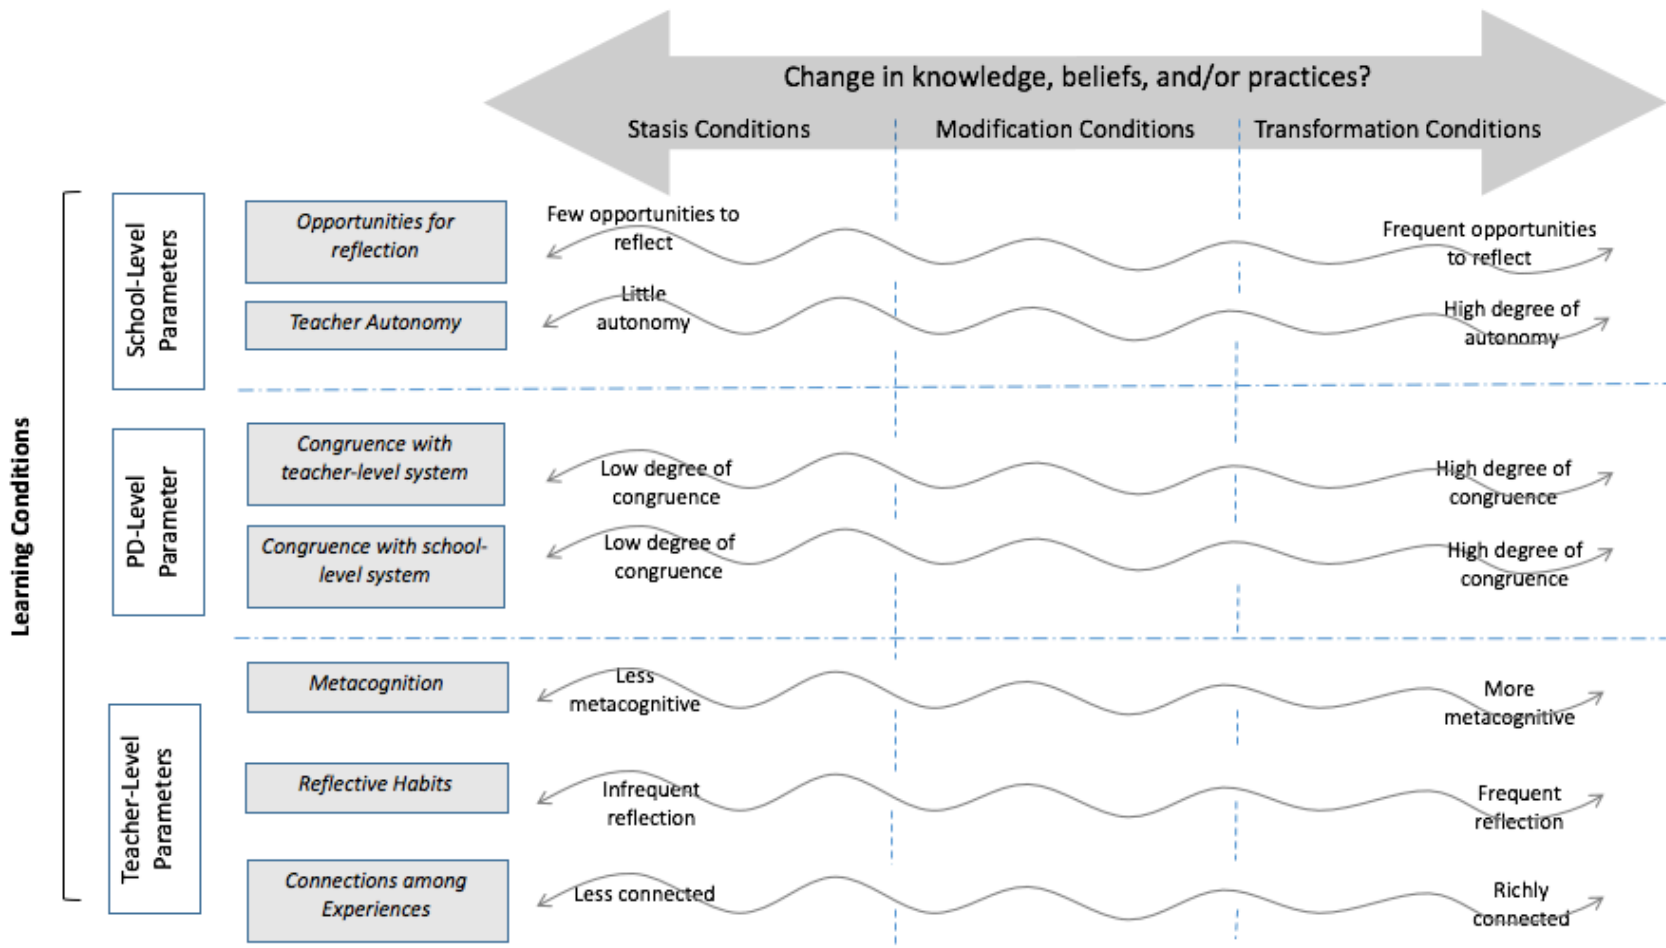 Change in knowledge, beliefs, and/or practices?
Stasis Conditions
Modification Conditions
Transformation Conditions
Learning Conditions
School-Level
Parameters
Opportunities for
reflection
Few opportunities to
reflect
Frequent opportunities
to reflect
Teacher Autonomy
Little
autonomy
High degree of
autonomy
PD-Level
Parameter
Congruence with
teacher-level system
Low degree of
congruence
High degree of
congruence
Congruence with school-
level system
Low degree of
congruence
High degree of
congruence
Teacher-Level
Parameters
Metacognition
Less
metacognitive
More
metacognitive
Reflective Habits
Infrequent
reflection
Frequent
reflection
Connections among
Experiences
Less connected
Richly
connected